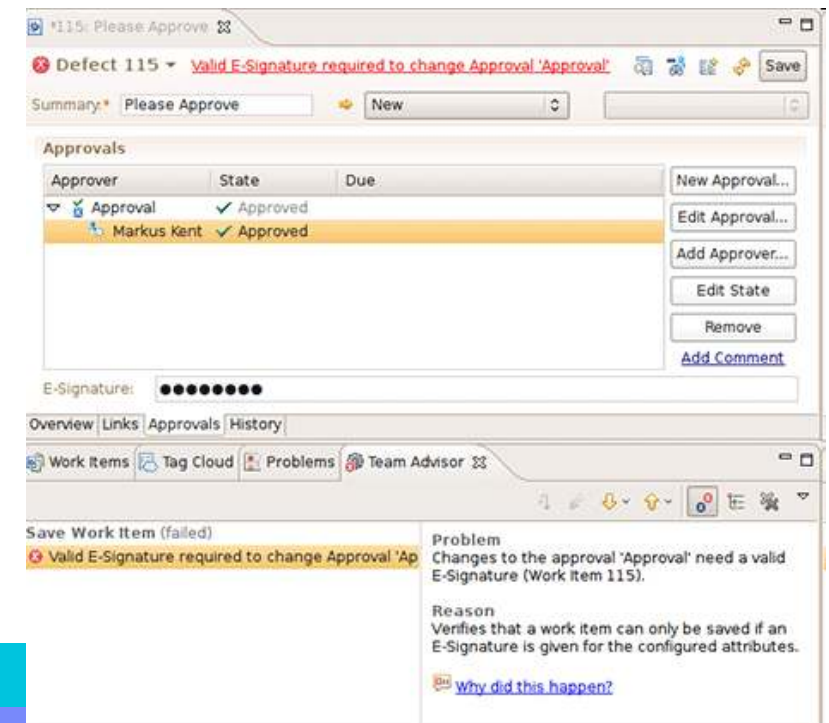 *115: Please Approve
Defect 115 Valid E-Signature required to change Approval 'Approval' Save
Summary:* Please Approve New
Approvals
Approver State Due
New Approval...
Approval Approved
Edit Approval...
Markus Kent Approved
Add Approver...
Edit State
Remove
Add Comment
E-Signature: ●●●●●●●●
Overview Links Approvals History
Work Items Tag Cloud Problems Team Advisor
Save Work Item (failed)
Valid E-Signature required to change Approval 'Ap
Problem
Changes to the approval 'Approval' need a valid
E-Signature (Work Item 115).
Reason
Verifies that a work item can only be saved if an
E-Signature is given for the configured attributes.
Why did this happen?